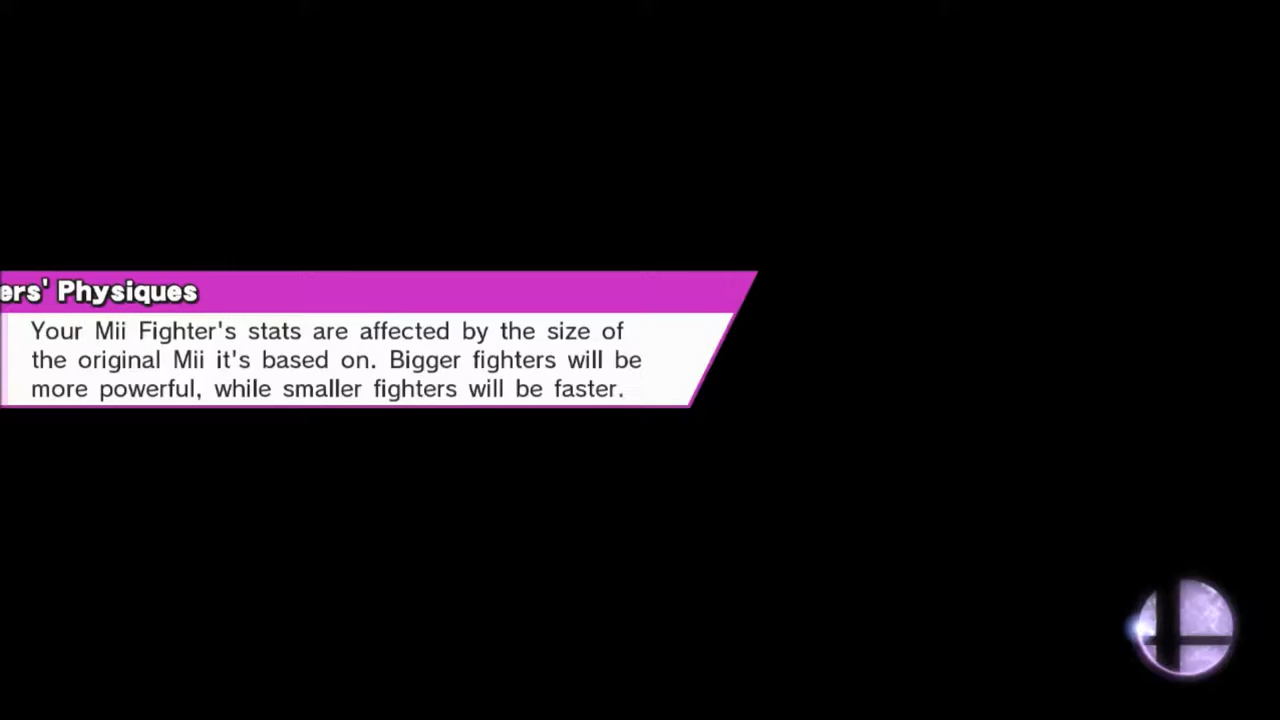 ers' Physiques
Your Mii Fighter's stats are affected by the size of
the original Mii it's based on. Bigger fighters will be
more powerful, while smaller fighters will be faster.